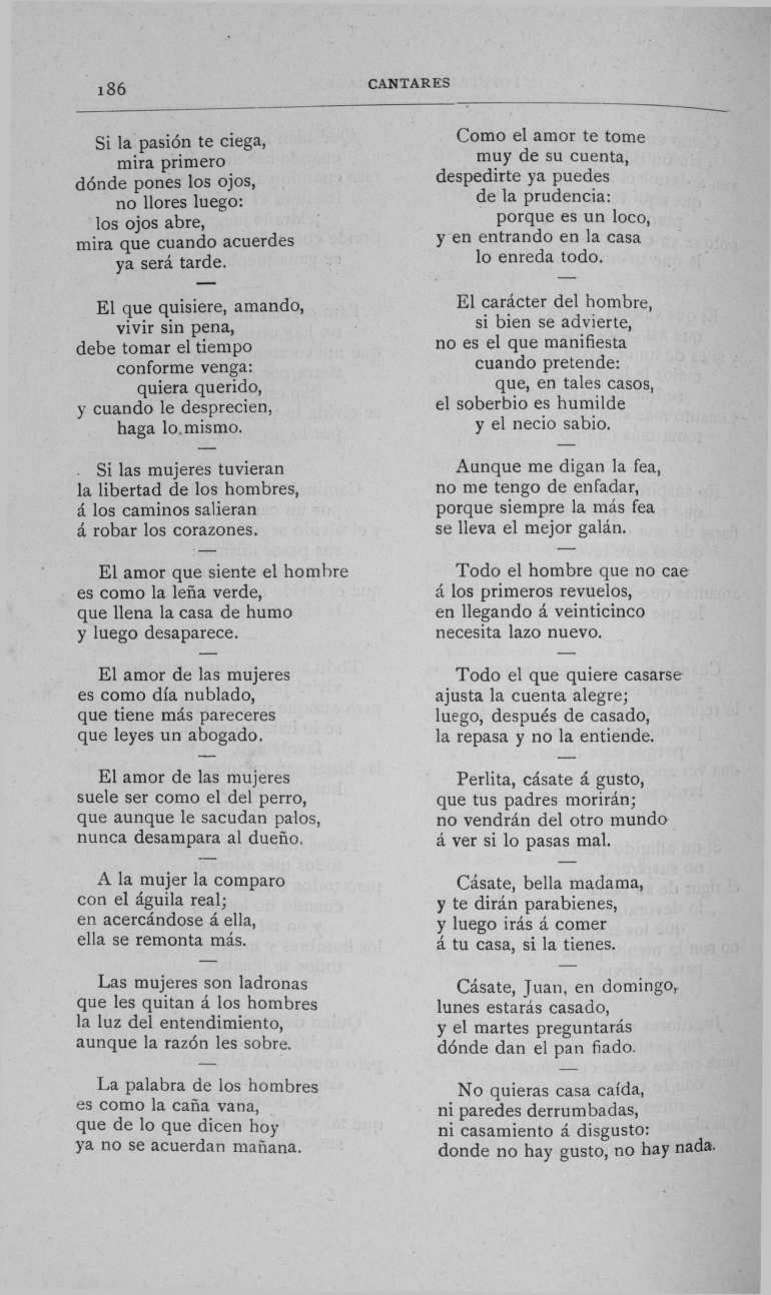 186
CANTARES
Si la pasión te ciega,
mira primero
dónde pones los ojos,
no llores luego:
los ojos abre,
mira que cuando acuerdes
ya será tarde.
—
El que quisiere, amando,
vivir sin pena,
debe tomar el tiempo
conforme venga:
quiera querido,
y cuando le desprecien,
haga lo mismo.
—
Si las mujeres tuvieran
la libertad de los hombres,
á los caminos salieran
á robar los corazones.
—
El amor que siente el hombre
es como la leña verde,
que llena la casa de humo
y luego desaparece.
—
El amor de las mujeres
es como día nublado,
que tiene más pareceres
que leyes un abogado.
—
El amor de las mujeres
suele ser como el del perro,
que aunque le sacudan palos,
nunca desampara al dueño.
—
A la mujer la comparo
con el águila real;
en acercándose á ella,
ella se remonta más.
—
Las mujeres son ladronas
que les quitan á los hombres
la luz del entendimiento,
aunque la razón les sobre.
—
La palabra de los hombres
es como la caña vana,
que de lo que dicen hoy
ya no se acuerdan mañana.
Como el amor te tome
muy de su cuenta,
despedirte ya puedes
de la prudencia:
porque es un loco,
y en entrando en la casa
lo enreda todo.
—
El carácter del hombre,
si bien se advierte,
no es el que manifiesta
cuando pretende:
que, en tales casos,
el soberbio es humilde
y el necio sabio.
—
Aunque me digan la fea,
no me tengo de enfadar,
porque siempre la más fea
se lleva el mejor galán.
—
Todo el hombre que no cae
á los primeros revuelos,
en llegando á veinticinco
necesita lazo nuevo.
—
Todo el que quiere casarse
ajusta la cuenta alegre;
luego, después de casado,
la repasa y no la entiende.
—
Perlita, cásate á gusto,
que tus padres morirán;
no vendrán del otro mundo
á ver si lo pasas mal.
—
Cásate, bella madama,
y te dirán parabienes,
y luego irás á comer
á tu casa, si la tienes.
—
Cásate, Juan, en domingo,
lunes estarás casado,
y el martes preguntarás
dónde dan el pan fiado.
—
No quieras casa caída,
ni paredes derrumbadas,
ni casamiento á disgusto:
donde no hay gusto, no hay nada.